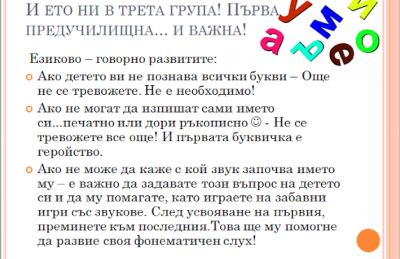 И ЕТО НИ В ТРЕТА ГРУПА! ПЪРВА
ПРЕДУЧИЛИЩНА... И ВАЖНА!
Езиково – говорно развитите:
Ако детето ви не познава всички букви – Още
не се тревожете. Не е необходимо!
Ако не могат да изпишат сами името
си...печатно или дори ръкописно ☺ - Не се
тревожете все още! И първата буквичка е
геройство.
Ако не може да каже с кой звук започва името
му – е важно да задавате този въпрос на детето
си и да му помагате, като играете на забавни
игри със звукове. След усвояване на първия,
преминете към последния.Това ще му помогне
да развие своя фонематичен слух!